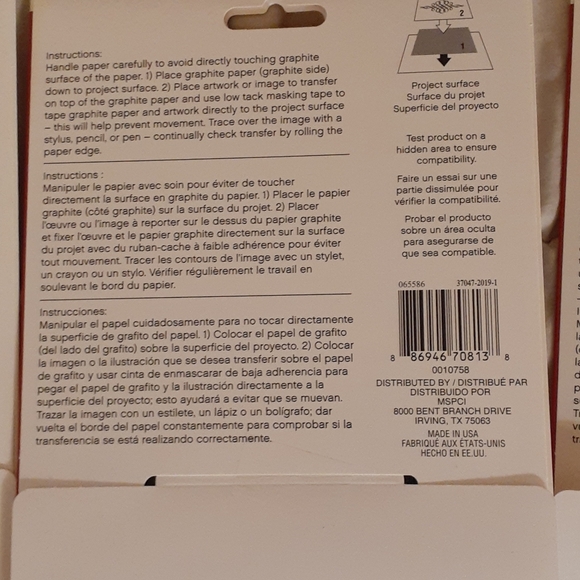 Instructions:
Handle paper carefully to avoid directly touching graphite
surface of the paper. 1) Place graphite paper (graphite side)
down to project surface. 2) Place artwork or image to transfer
on top of the graphite paper and use low tack masking tape to
tape graphite paper and artwork directly to the project surface
– this will help prevent movement. Trace over the image with a
stylus, pencil, or pen – continually check transfer by rolling the
paper edge.
Instructions :
Manipuler le papier avec soin pour éviter de toucher
directement la surface en graphite du papier. 1) Placer le papier
graphite (côté graphite) sur la surface du projet. 2) Placer
l'œuvre ou l'image à reporter sur le dessus du papier graphite
et fixer l'œuvre et le papier graphite directement sur la surface
du projet avec du ruban-cache à faible adhérence pour éviter
tout mouvement. Tracer les contours de l'image avec un stylet,
un crayon ou un stylo. Vérifier régulièrement le travail en
soulevant le bord du papier.
Instrucciones:
Manipular el papel cuidadosamente para no tocar directamente
la superficie de grafito del papel. 1) Colocar el papel de grafito
(del lado del grafito) sobre la superficie del proyecto. 2) Colocar
la imagen o la ilustración que se desea transferir sobre el papel
de grafito y usar cinta de enmascarar de baja adherencia para
pegar el papel de grafito y la ilustración directamente a la
superficie del proyecto; esto ayudará a evitar que se muevan.
Trazar la imagen con un estilete, un lápiz o un bolígrafo; dar
vuelta el borde del papel constantemente para comprobar si la
transferencia se está realizando correctamente.
2
1
Project surface
Surface du projet
Superficie del proyecto
Test product on a
hidden area to ensure
compatibility.
Faire un essai sur une
partie dissimulée pour
vérifier la compatibilité.
Probar el producto
sobre un área oculta
para asegurarse de
que sea compatible.
065586 37047-2019-1
8 86946 70813 8
0010758
DISTRIBUTED BY / DISTRIBUÉ PAR
DISTRIBUIDO POR
MSPCI
8000 BENT BRANCH DRIVE
IRVING, TX 75063
MADE IN USA
FABRIQUÉ AUX ÉTATS-UNIS
HECHO EN EE.UU.